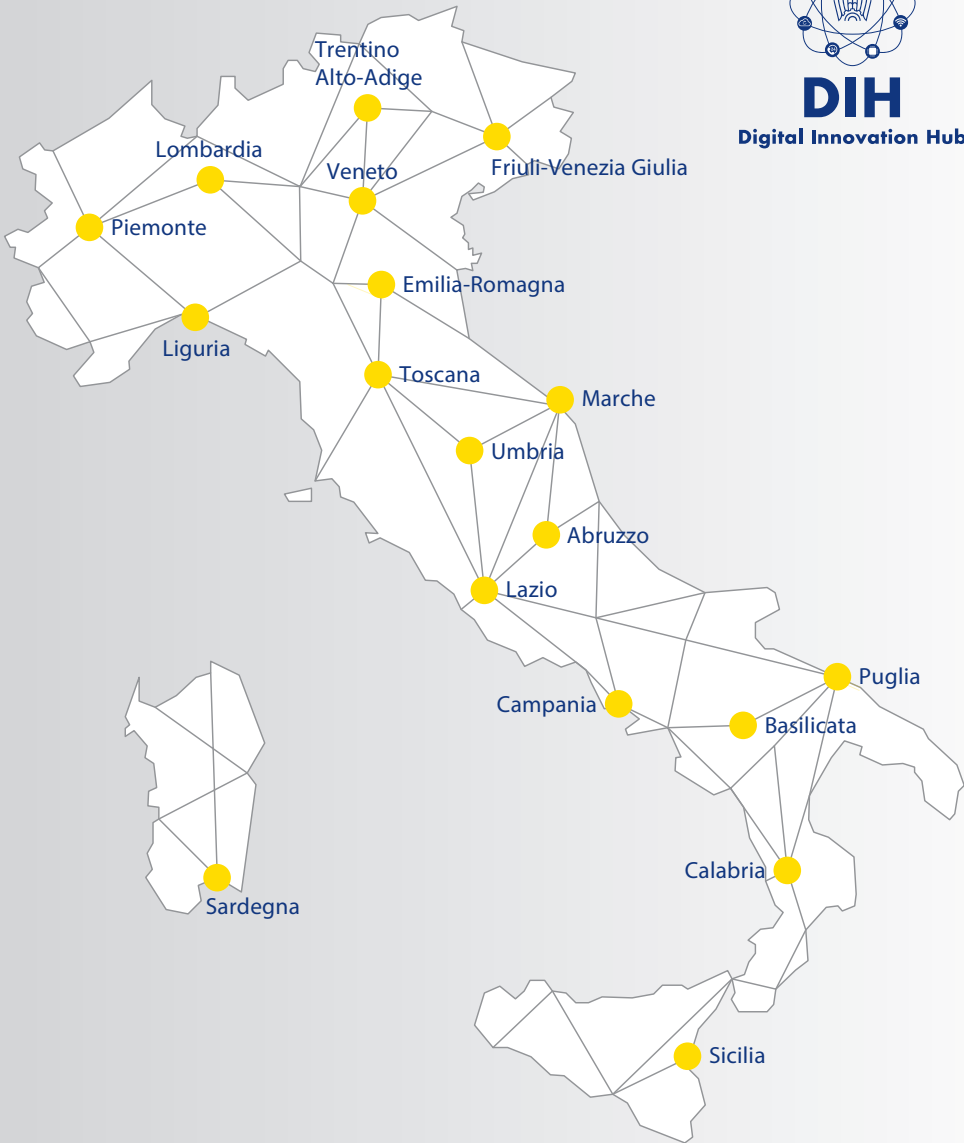 DIH
Digital Innovation Hub
Trentino
Alto-Adige
Lombardia
Veneto
Friuli-Venezia Giulia
Piemonte
Emilia-Romagna
Liguria
Toscana
Marche
Umbria
Abruzzo
Lazio
Puglia
Campania
Basilicata
Calabria
Sardegna
Sicilia